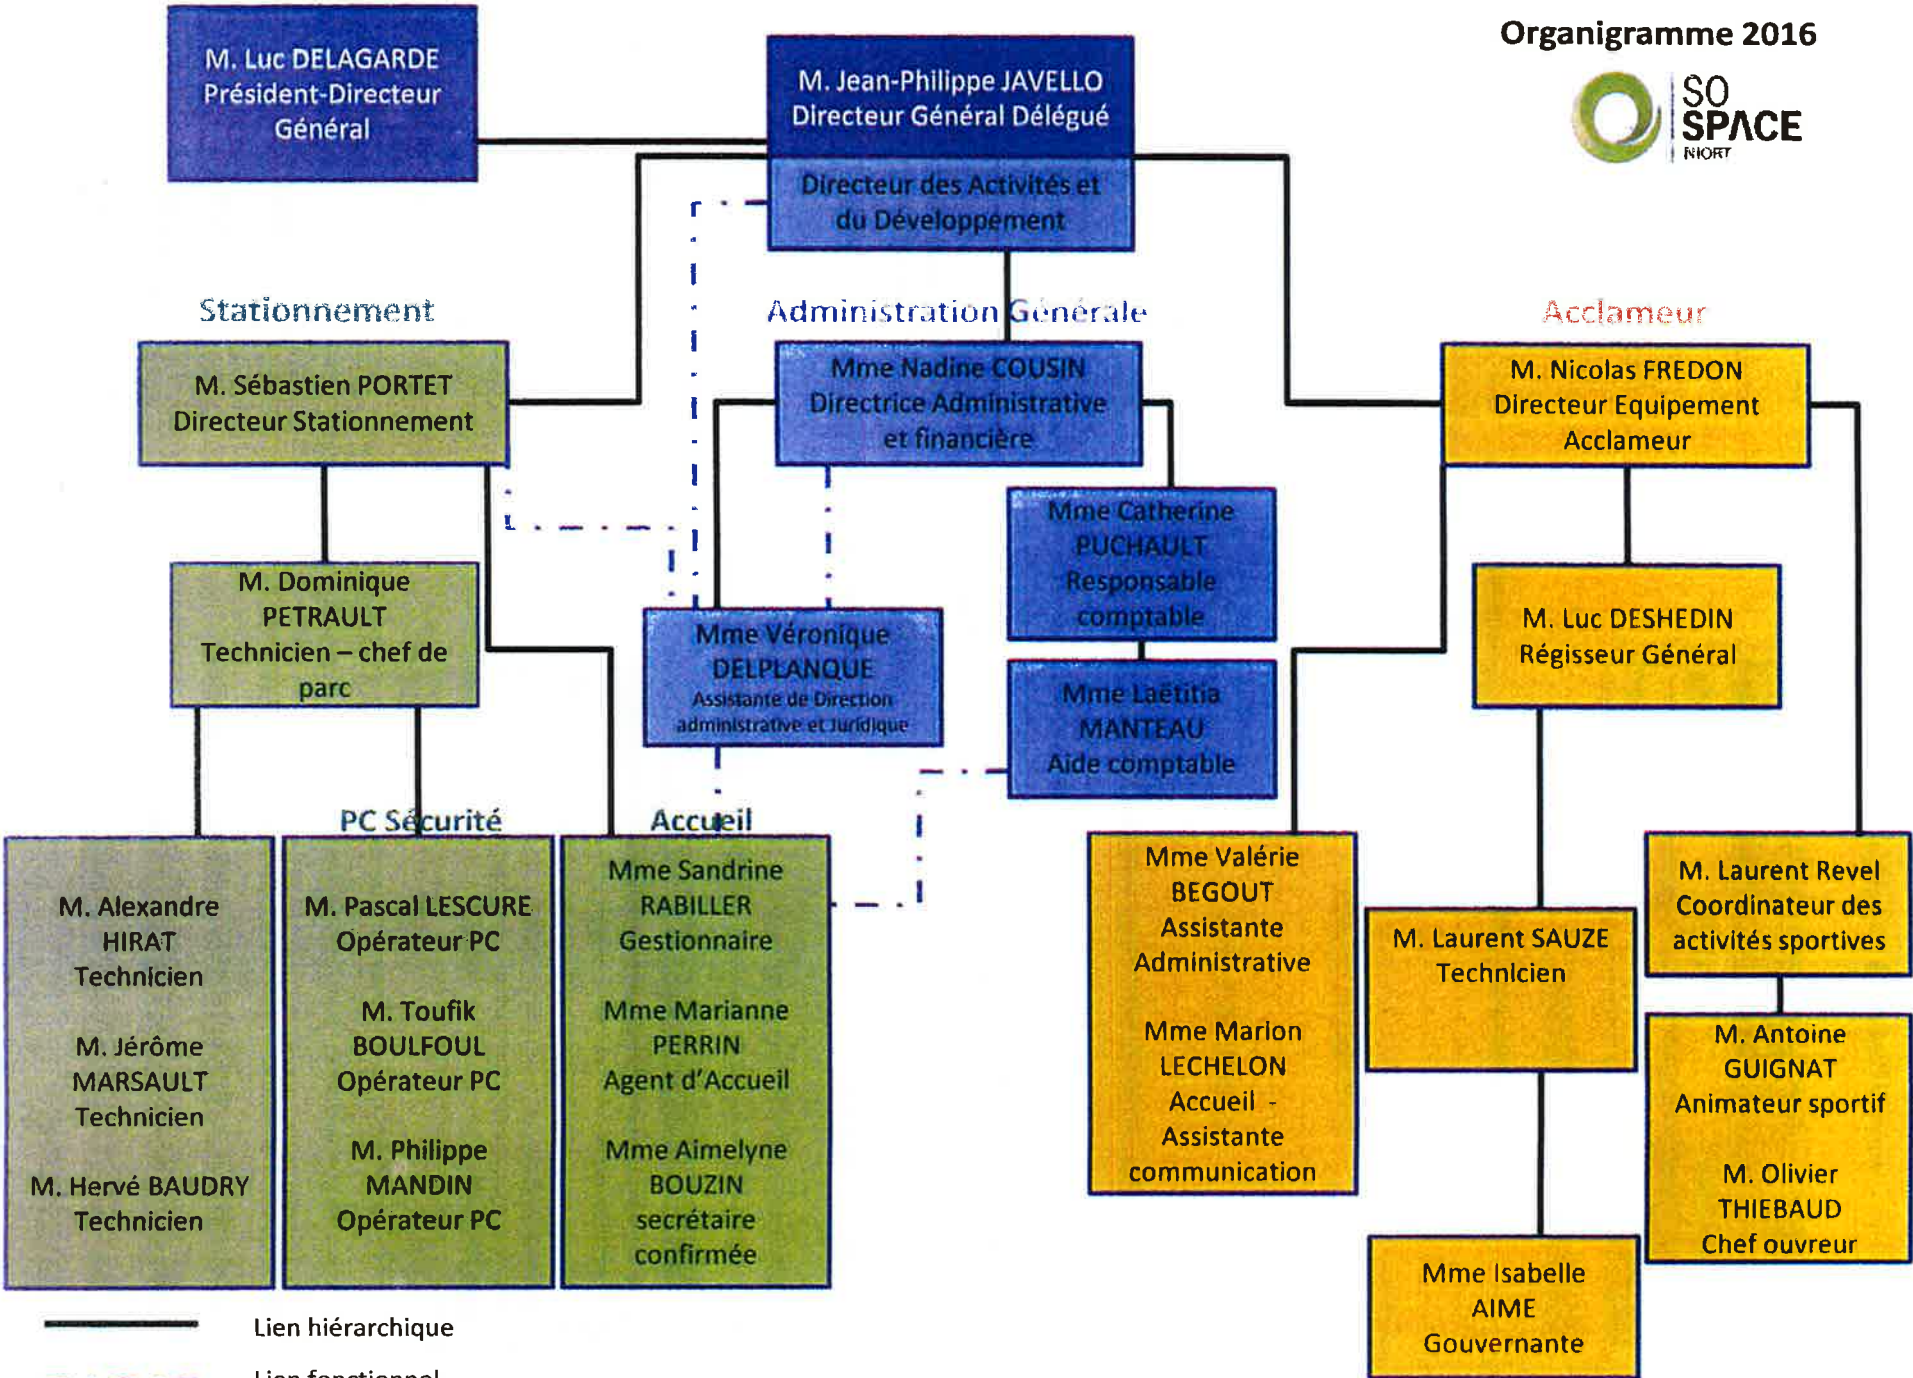 Organigramme 2016
SO
SPACE
NIORT
M. Luc DELAGARDE
Président-Directeur
Général
M. Jean-Philippe JAVELLO
Directeur Général Délégué
Directeur des Activités et
du Développement
Stationnement
Administration Générale
Acclameur
M. Sébastien PORTET
Directeur Stationnement
Mme Nadine COUSIN
Directrice Administrative
et financière
M. Nicolas FREDON
Directeur Equipement
Acclameur
Mme Catherine
PUCHAULT
Responsable
comptable
M. Dominique
PETRAULT
Technicien – chef de
parc
Mme Véronique
DELPLANQUE
Assistante de Direction
administrative et Juridique
Mme Laëtitia
MANTEAU
Aide comptable
M. Luc DESHEDIN
Régisseur Général
PC Sécurité
Accueil
M. Alexandre
HIRAT
Technicien
M. Jérôme
MARSAULT
Technicien
M. Hervé BAUDRY
Technicien
M. Pascal LESCURE
Opérateur PC
M. Toufik
BOULFOUL
Opérateur PC
M. Philippe
MANDIN
Opérateur PC
Mme Sandrine
RABILLER
Gestionnaire
Mme Marianne
PERRIN
Agent d'Accueil
Mme Aimelyne
BOUZIN
secrétaire
confirmée
Mme Valérie
BEGOUT
Assistante
Administrative
Mme Marion
LECHELON
Accueil -
Assistante
communication
M. Laurent SAUZE
Technicien
M. Laurent Revel
Coordinateur des
activités sportives
M. Antoine
GUIGNAT
Animateur sportif
M. Olivier
THIEBAUD
Chef ouvreur
Mme Isabelle
AIME
Gouvernante
Lien hiérarchique
Lien fonctionnel